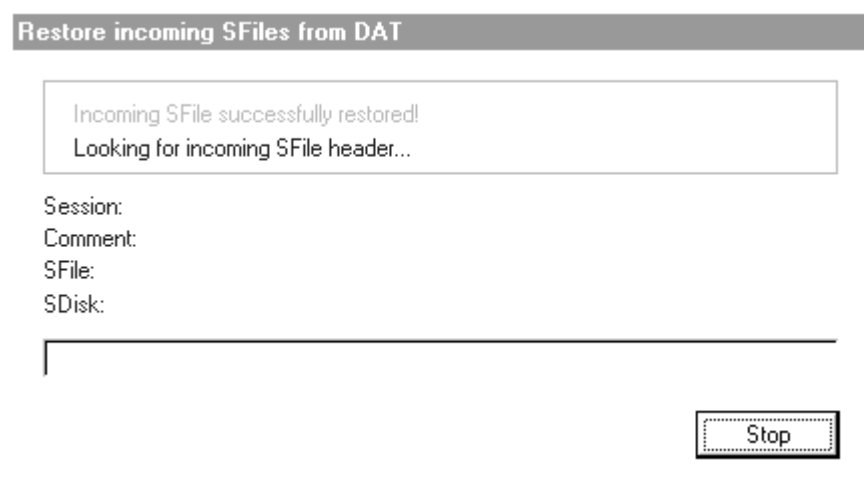 Restore incoming SFiles from DAT
Incoming SFile successfully restored!
Looking for incoming SFile header...
Session:
Comment:
SFile:
SDisk:
Stop